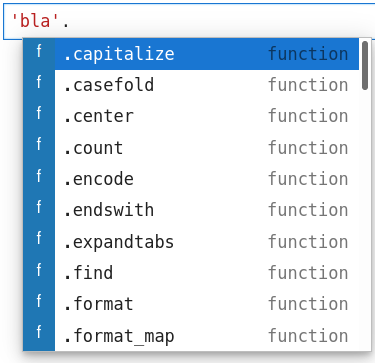 'bla'.
f .capitalize function
f .casefold function
f .center function
f .count function
f .encode function
f .endswith function
f .expandtabs function
f .find function
f .format function
f .format_map function